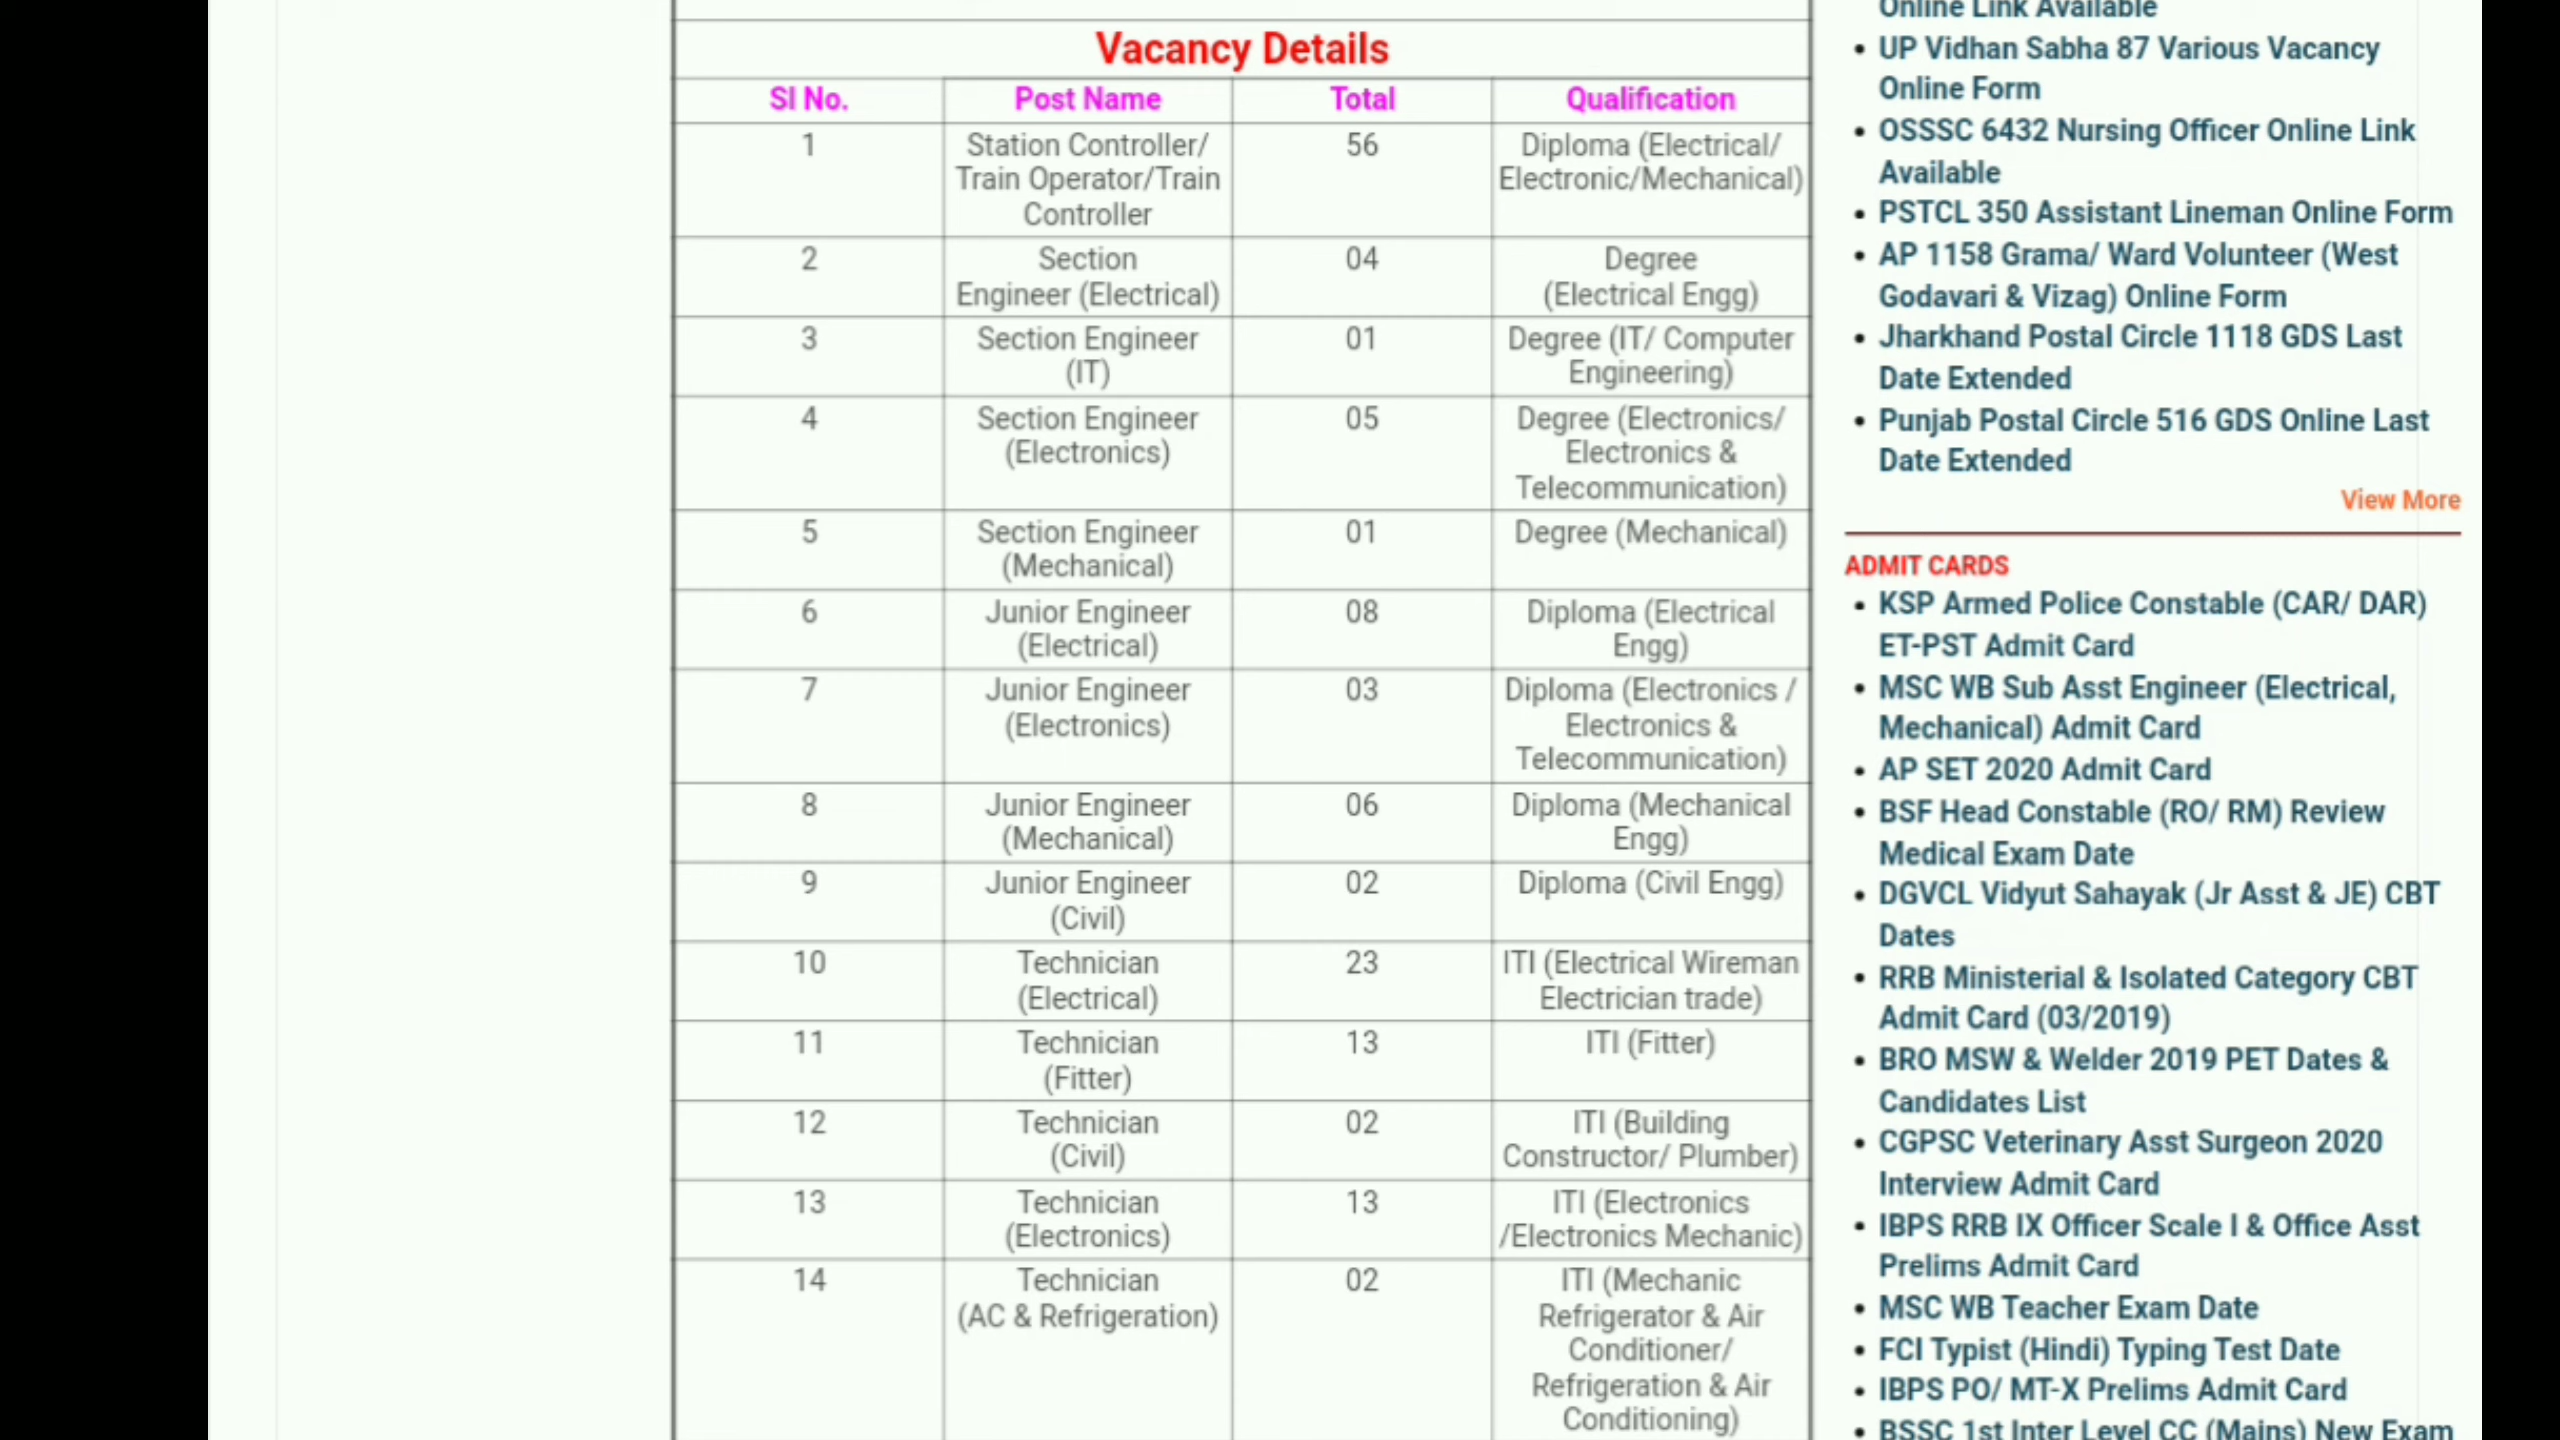 Vacancy Details
Sl No. Post Name Total Qualification
1 Station Controller/ 56 Diploma (Electrical/
Train Operator/Train Electronic/Mechanical)
Controller
2 Section 04 Degree
Engineer (Electrical) (Electrical Engg)
3 Section Engineer 01 Degree (IT/ Computer
(IT) Engineering)
4 Section Engineer 05 Degree (Electronics/
(Electronics) Electronics &
Telecommunication)
5 Section Engineer 01 Degree (Mechanical)
(Mechanical)
6 Junior Engineer 08 Diploma (Electrical
(Electrical) Engg)
7 Junior Engineer 03 Diploma (Electronics /
(Electronics) Electronics &
Telecommunication)
8 Junior Engineer 06 Diploma (Mechanical
(Mechanical) Engg)
9 Junior Engineer 02 Diploma (Civil Engg)
(Civil)
10 Technician 23 ITI (Electrical Wireman
(Electrical) Electrician trade)
11 Technician 13 ITI (Fitter)
(Fitter)
12 Technician 02 ITI (Building
(Civil) Constructor/ Plumber)
13 Technician 13 ITI (Electronics
(Electronics) /Electronics Mechanic)
14 Technician 02 ITI (Mechanic
(AC & Refrigeration) Refrigerator & Air
Conditioner/
Refrigeration & Air
Conditioning)
Online Link Available
• UP Vidhan Sabha 87 Various Vacancy
Online Form
• OSSSC 6432 Nursing Officer Online Link
Available
• PSTCL 350 Assistant Lineman Online Form
• AP 1158 Grama/ Ward Volunteer (West
Godavari & Vizag) Online Form
• Jharkhand Postal Circle 1118 GDS Last
Date Extended
• Punjab Postal Circle 516 GDS Online Last
Date Extended
View More
ADMIT CARDS
• KSP Armed Police Constable (CAR/ DAR)
ET-PST Admit Card
• MSC WB Sub Asst Engineer (Electrical,
Mechanical) Admit Card
• AP SET 2020 Admit Card
• BSF Head Constable (RO/ RM) Review
Medical Exam Date
• DGVCL Vidyut Sahayak (Jr Asst & JE) CBT
Dates
• RRB Ministerial & Isolated Category CBT
Admit Card (03/2019)
• BRO MSW & Welder 2019 PET Dates &
Candidates List
• CGPSC Veterinary Asst Surgeon 2020
Interview Admit Card
• IBPS RRB IX Officer Scale I & Office Asst
Prelims Admit Card
• MSC WB Teacher Exam Date
• FCI Typist (Hindi) Typing Test Date
• IBPS PO/ MT-X Prelims Admit Card
• BSSC 1st Inter Level CC (Mains) New Exam